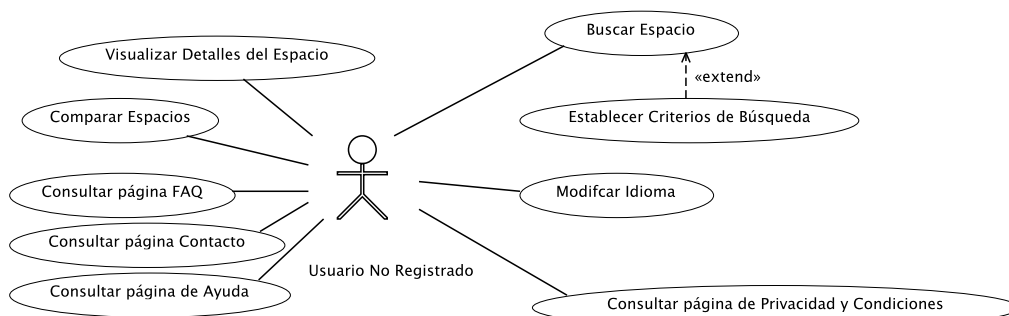 Buscar Espacio
Visualizar Detalles del Espacio
«extend»
Comparar Espacios
Establecer Criterios de Búsqueda
Consultar página FAQ
Modifcar Idioma
Consultar página Contacto
Usuario No Registrado
Consultar página de Ayuda
Consultar página de Privacidad y Condiciones